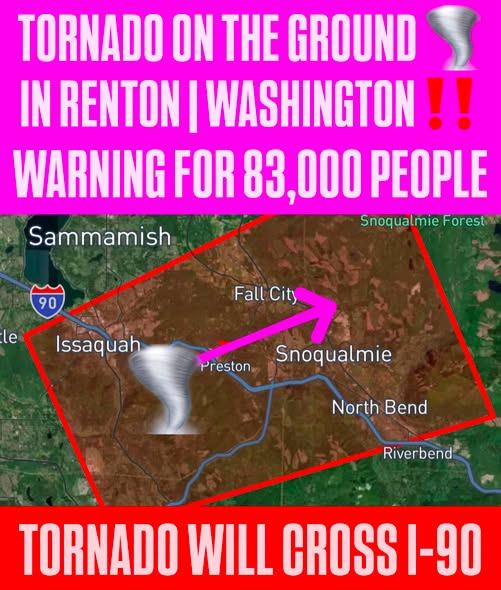 TORNADO ON THE GROUND
IN RENTON | WASHINGTON ‼️
WARNING FOR 83,000 PEOPLE
Snoqualmie Forest
Sammamish
90
Fall City
tle
Issaquah
Preston
Snoqualmie
North Bend
Riverbend
TORNADO WILL CROSS I-90